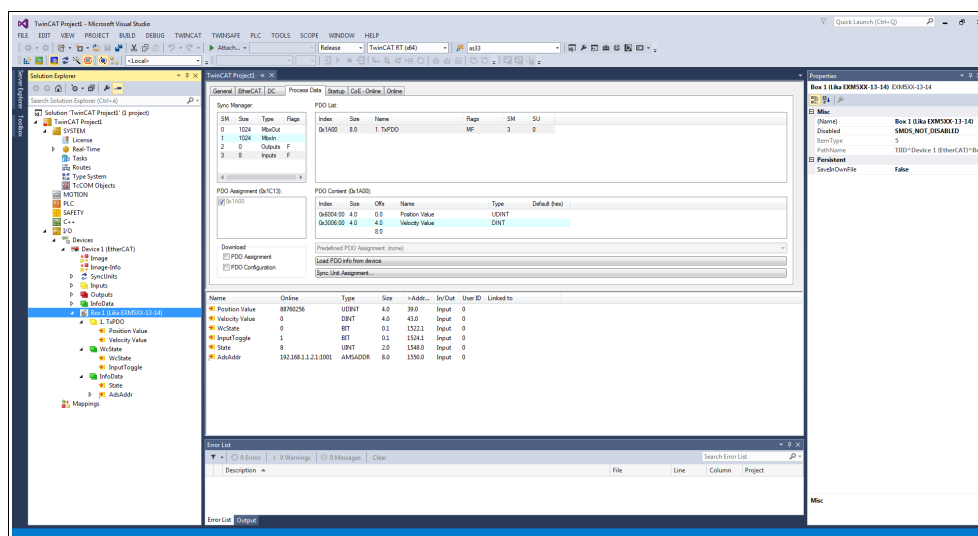 TwinCAT Project1 - Microsoft Visual Studio
Quick Launch (Ctrl+Q)
FILE EDIT VIEW PROJECT BUILD DEBUG TWINCAT TWINSAFE PLC TOOLS SCOPE WINDOW HELP
Attach... Release TwinCAT RT (x64) as33
<Local>
Server Explorer
Toolbox
Solution Explorer
Search Solution Explorer (Ctrl+è)
Solution 'TwinCAT Project1' (1 project)
TwinCAT Project1
SYSTEM
License
Real-Time
Tasks
Routes
Type System
TcCOM Objects
MOTION
PLC
SAFETY
C++
I/O
Devices
Device 1 (EtherCAT)
Image
Image-Info
SyncUnits
Inputs
Outputs
InfoData
Box 1 (Lika EXM5XX-13-14)
1. TxPDO
Position Value
Velocity Value
WcState
WcState
InputToggle
InfoData
State
AdsAddr
Mappings
TwinCAT Project1
General EtherCAT DC Process Data Startup CoE - Online Online
Sync Manager:
SM Size Type Flags
0 1024 MbxOut
1 1024 MbxIn
2 0 Outputs F
3 8 Inputs F
PDO List:
Index Size Name Flags SM SU
0x1A00 8.0 1. TxPDO MF 3 0
PDO Assignment (0x1C13):
0x1A00
PDO Content (0x1A00):
Index Size Offs Name Type Default (hex)
0x6004:00 4.0 0.0 Position Value UDINT
0x3006:00 4.0 4.0 Velocity Value DINT
8.0
Download
PDO Assignment
PDO Configuration
Predefined PDO Assignment: (none)
Load PDO info from device
Sync Unit Assignment...
Name Online Type Size >Addr... In/Out User ID Linked to
Position Value 88760256 UDINT 4.0 39.0 Input 0
Velocity Value 0 DINT 4.0 43.0 Input 0
WcState 0 BIT 0.1 1522.1 Input 0
InputToggle 1 BIT 0.1 1524.1 Input 0
State 8 UINT 2.0 1548.0 Input 0
AdsAddr 192.168.1.1.2.1:1001 AMSADDR 8.0 1550.0 Input 0
Error List
0 Errors 0 Warnings 0 Messages Clear
Search Error List
Description File Line Column Project
Error List Output
Properties
Box 1 (Lika EXM5XX-13-14) EXM5XX-13-14
Misc
(Name) Box 1 (Lika EXM5XX-13-14)
Disabled SMDS_NOT_DISABLED
ItemType 5
PathName TIID^Device 1 (EtherCAT)^Bo
Persistent
SaveInOwnFile False
Misc